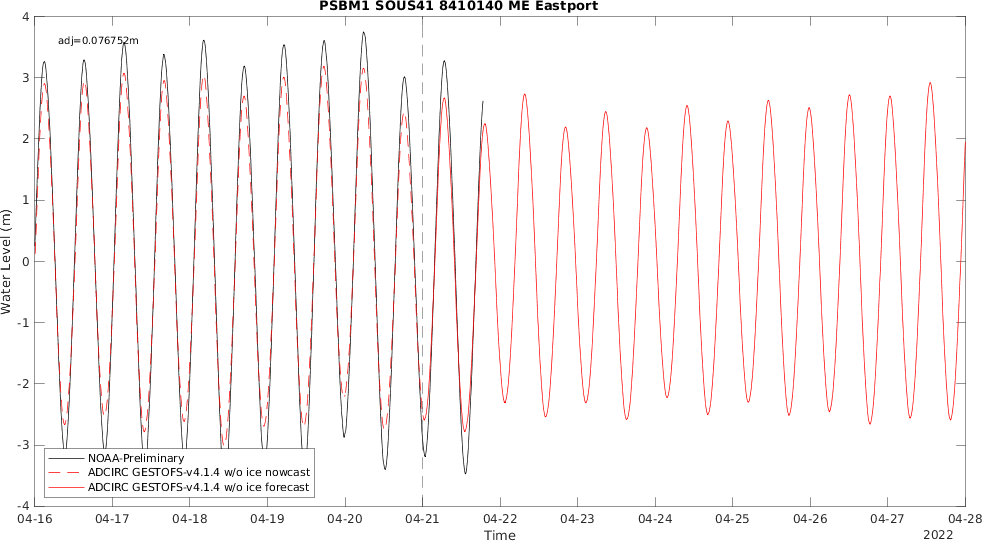 PSBM1 SOUS41 8410140 ME Eastport
adj=0.076752m
4
3
2
1
0
-1
-2
-3
-4
Water Level (m)
NOAA-Preliminary
ADCIRC GESTOFS-v4.1.4 w/o ice nowcast
ADCIRC GESTOFS-v4.1.4 w/o ice forecast
04-16 04-17 04-18 04-19 04-20 04-21 04-22 04-23 04-24 04-25 04-26 04-27 04-28
Time
2022